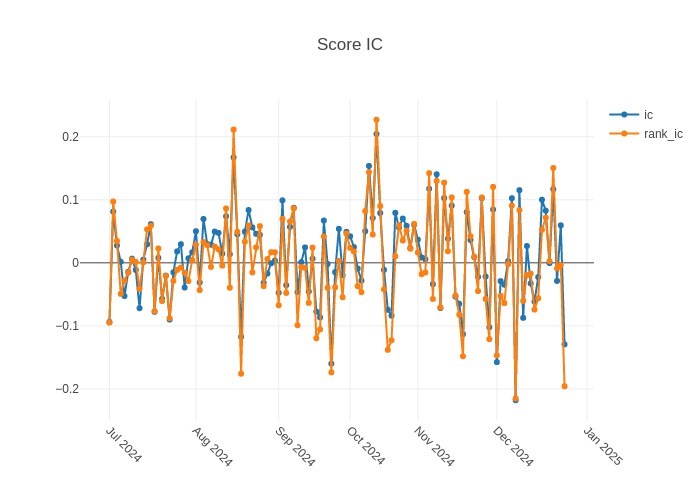 Score IC
0.2
0.1
0
−0.1
−0.2
Jul 2024
Aug 2024
Sep 2024
Oct 2024
Nov 2024
Dec 2024
Jan 2025
ic
rank_ic